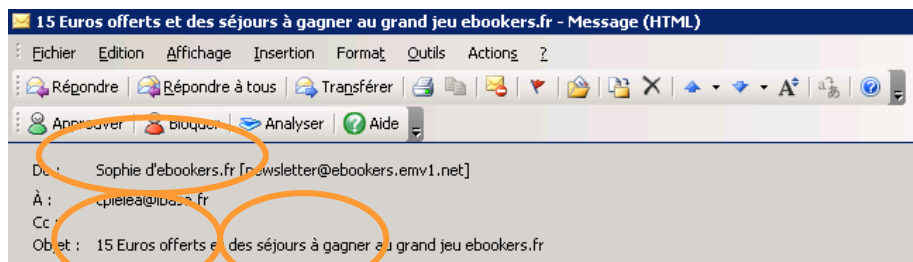 15 Euros offerts et des séjours à gagner au grand jeu ebookers.fr - Message (HTML)
Fichier Edition Affichage Insertion Format Outils Actions ?
Répondre Répondre à tous Transférer
Approuver Bloquer Analyser Aide
De : Sophie d'ebookers.fr [newsletter@ebookers.emv1.net]
À :
Cc :
Objet : 15 Euros offerts et des séjours à gagner au grand jeu ebookers.fr